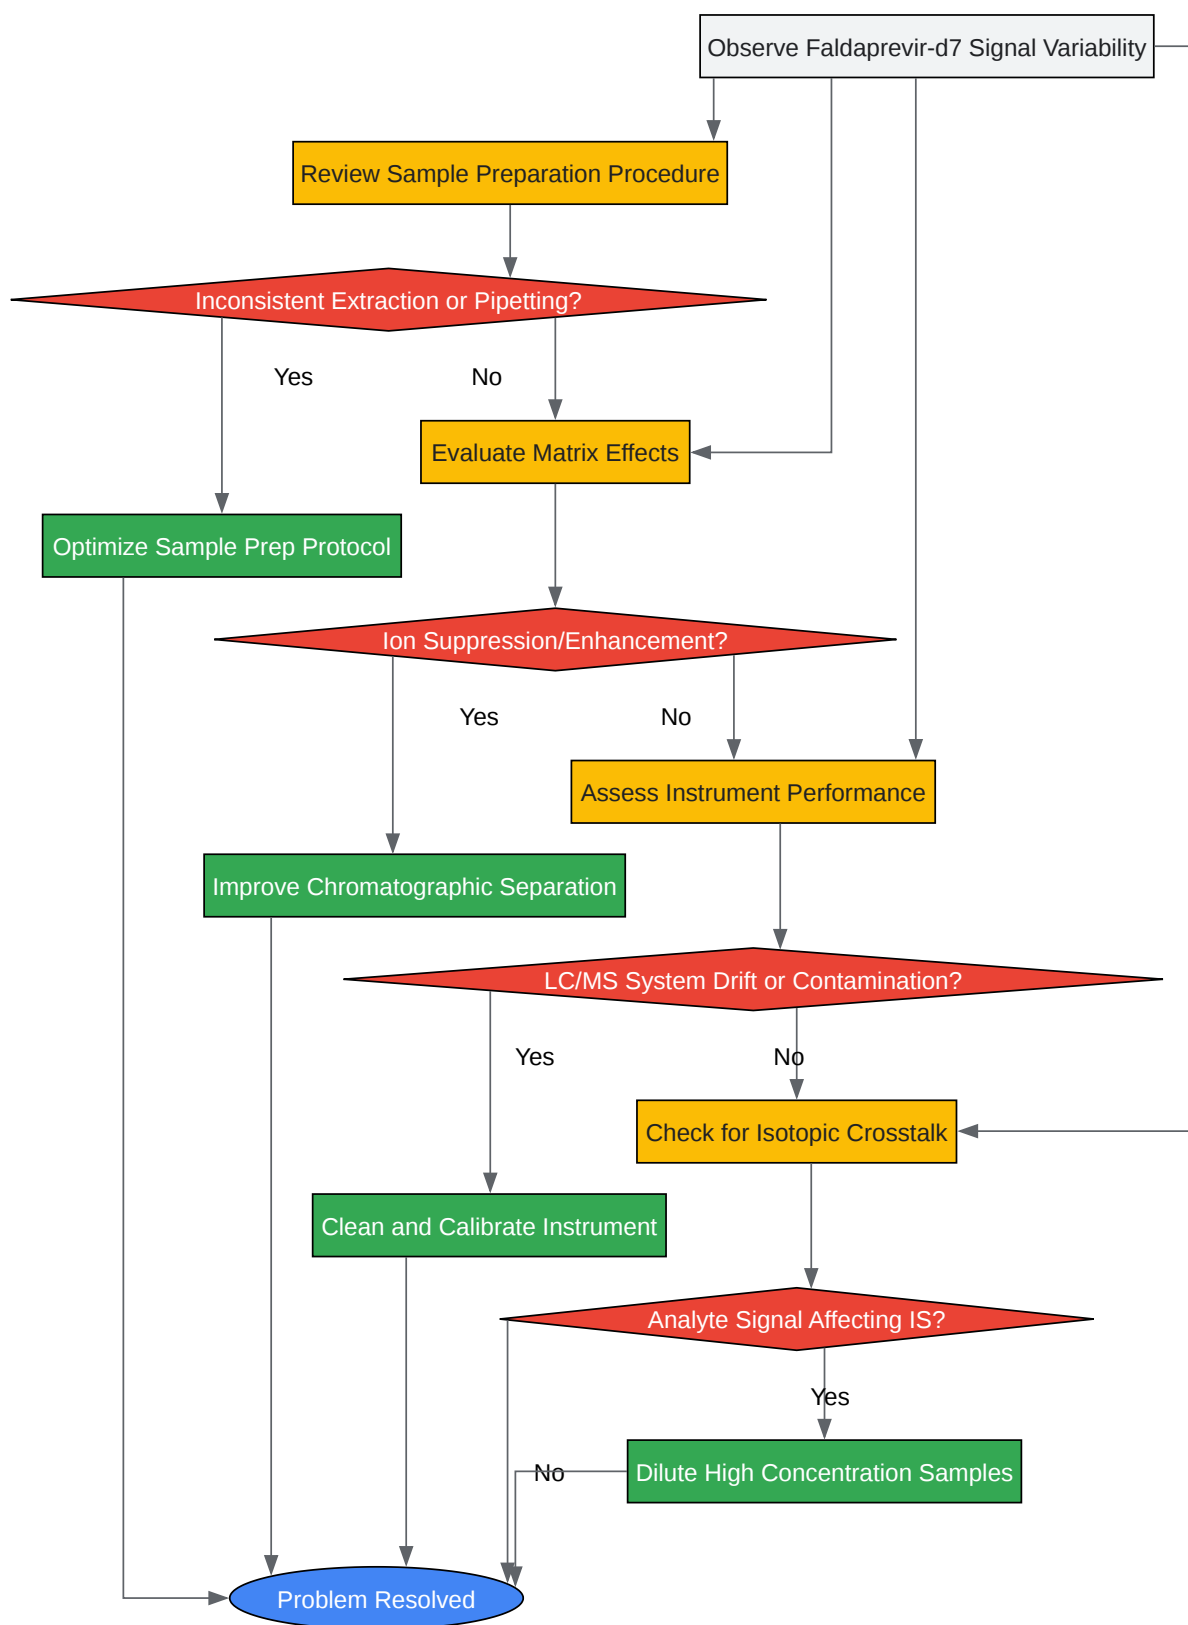 Observe Faldaprevir-d7 Signal Variability
Review Sample Preparation Procedure
Inconsistent Extraction or Pipetting?
Yes
No
Evaluate Matrix Effects
Optimize Sample Prep Protocol
Ion Suppression/Enhancement?
Yes
No
Assess Instrument Performance
Improve Chromatographic Separation
LC/MS System Drift or Contamination?
Yes
No
Check for Isotopic Crosstalk
Clean and Calibrate Instrument
Analyte Signal Affecting IS?
Yes
No
Dilute High Concentration Samples
Problem Resolved